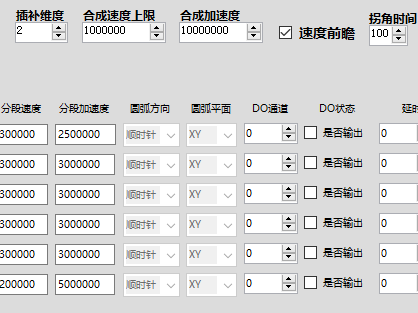 插补维度 合成速度上限 合成加速度 拐角时间
2 1000000 10000000 速度前瞻 100
分段速度 分段加速度 圆弧方向 圆弧平面 DO通道 DO状态 延时
300000 2500000 顺时针 XY 0 是否输出 0
300000 3000000 顺时针 XY 0 是否输出 0
300000 3000000 顺时针 XY 0 是否输出 0
300000 3000000 顺时针 XY 0 是否输出 0
300000 3000000 顺时针 XY 0 是否输出 0
200000 5000000 顺时针 XY 0 是否输出 0